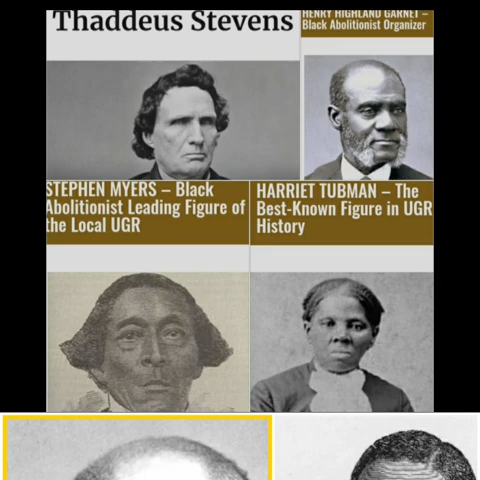 Thaddeus Stevens
HENRY HIGHLAND GARNET –
Black Abolitionist Organizer
STEPHEN MYERS – Black
Abolitionist Leading Figure of
the Local UGR
HARRIET TUBMAN – The
Best-Known Figure in UGR
History